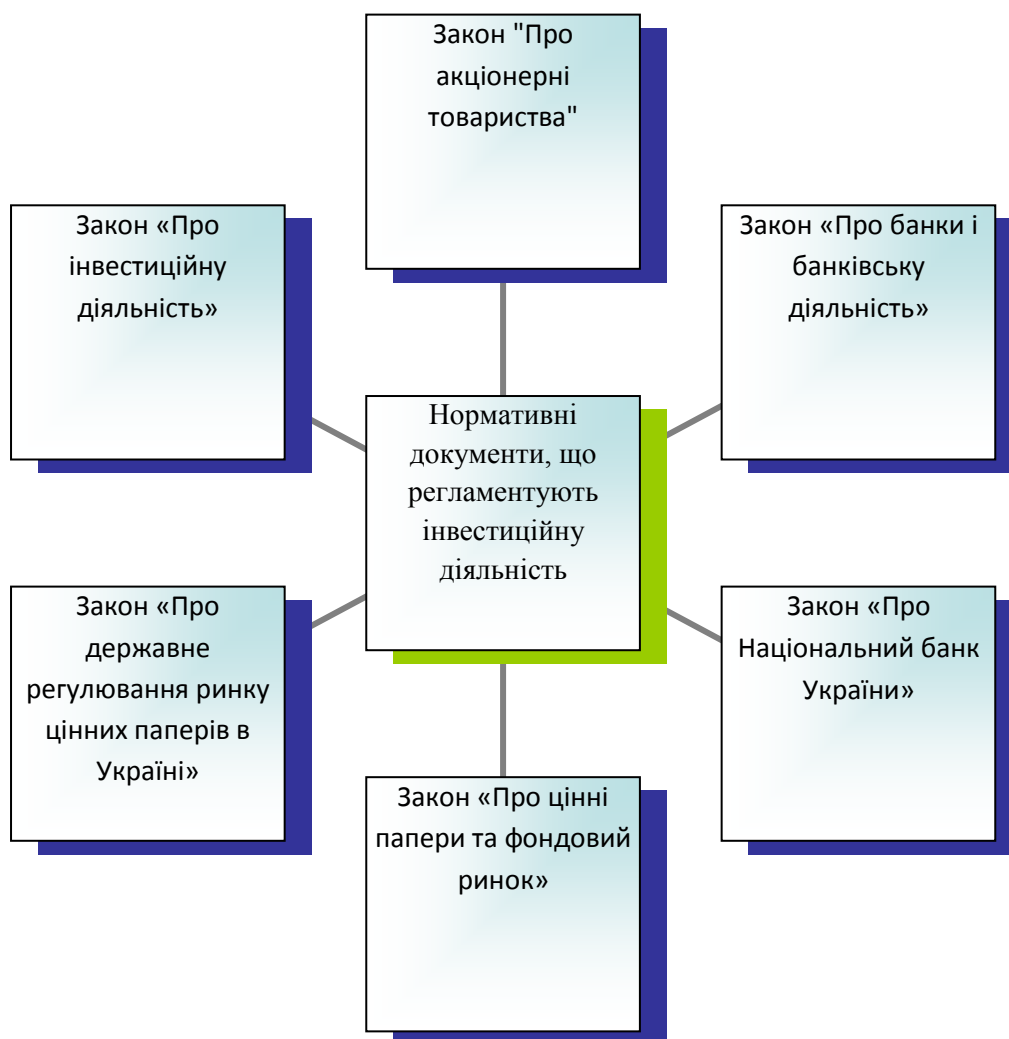 Закон "Про
акціонерні
товариства"
Закон «Про
інвестиційну
діяльність»
Закон «Про банки і
банківську
діяльність»
Нормативні
документи, що
регламентують
інвестиційну
діяльність
Закон «Про
державне
регулювання ринку
цінних паперів в
Україні»
Закон «Про
Національний банк
України»
Закон «Про цінні
папери та фондовий
ринок»